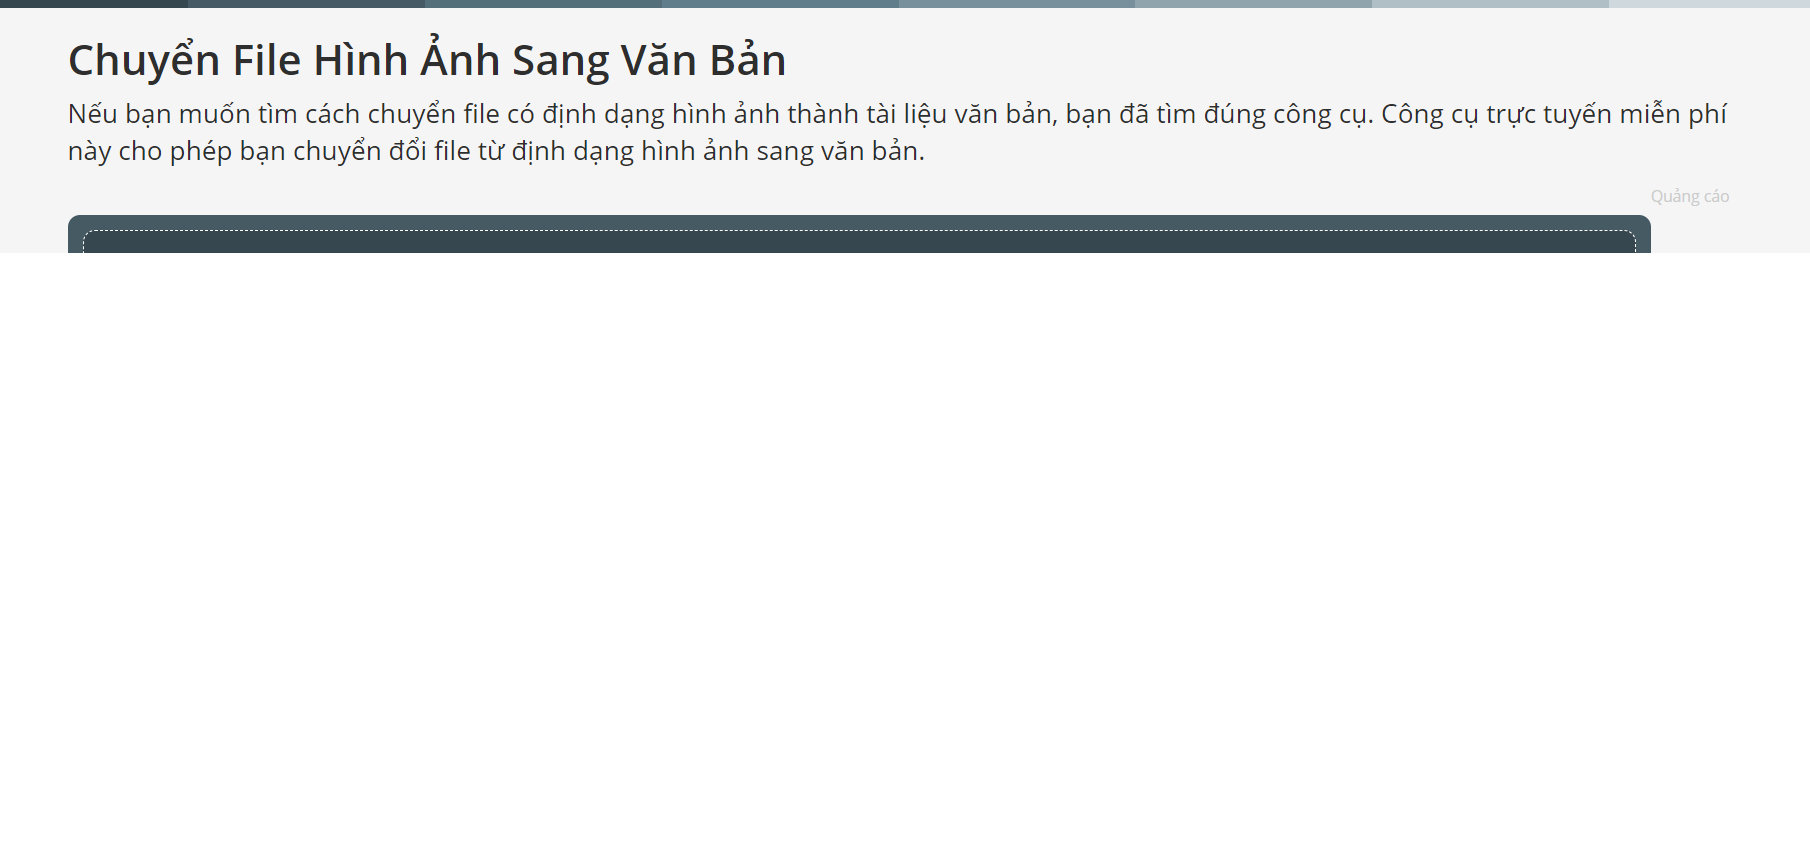 Chuyển File Hình Ảnh Sang Văn Bản
Nếu bạn muốn tìm cách chuyển file có định dạng hình ảnh thành tài liệu văn bản, bạn đã tìm đúng công cụ. Công cụ trực tuyến miễn phí
này cho phép bạn chuyển đổi file từ định dạng hình ảnh sang văn bản.
Quảng cáo